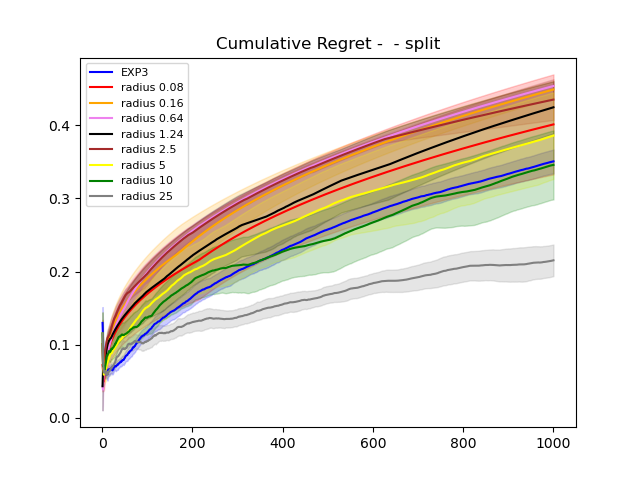 Cumulative Regret -  - split
EXP3
radius 0.08
radius 0.16
radius 0.64
radius 1.24
radius 2.5
radius 5
radius 10
radius 25
0.4
0.3
0.2
0.1
0.0
0 200 400 600 800 1000